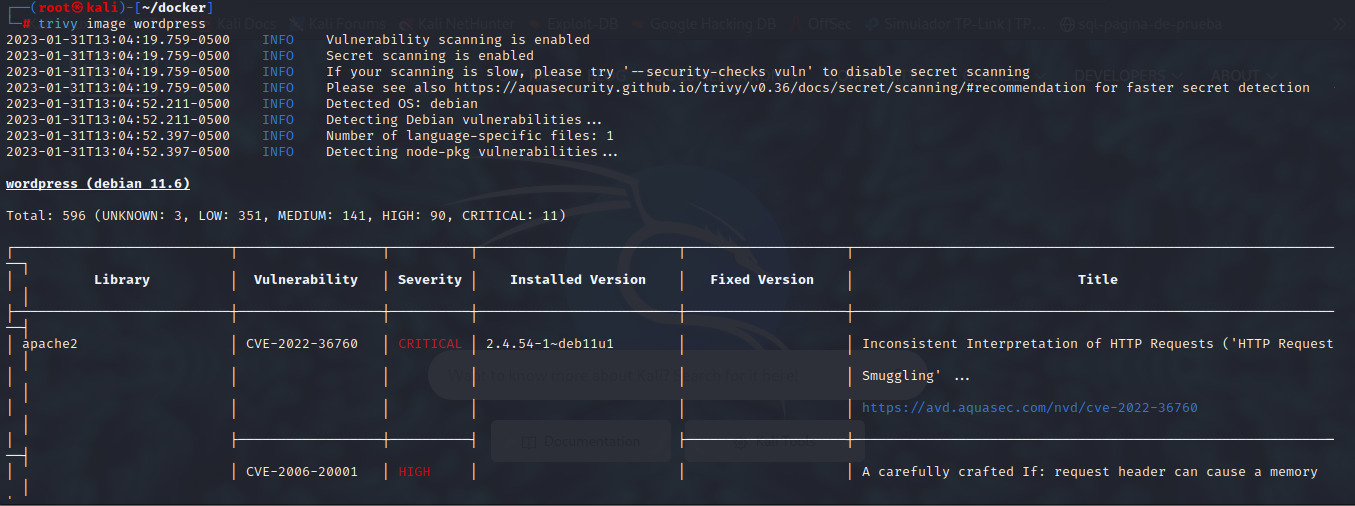 ┌──(root㉿kali)-[~/docker]
└─# trivy image wordpress
Kali Docs Kali Forums Kali NetHunter Exploit-DB Google Hacking DB OffSec Simulator TP-Link | TP... sql-pagina-de-prueba
2023-01-31T13:04:19.759-0500 INFO Vulnerability scanning is enabled
2023-01-31T13:04:19.759-0500 INFO Secret scanning is enabled
2023-01-31T13:04:19.759-0500 INFO If your scanning is slow, please try '--security-checks vuln' to disable secret scanning
DEVELOPERS ABOUT
2023-01-31T13:04:19.759-0500 INFO Please see also https://aquasecurity.github.io/trivy/v0.36/docs/secret/scanning/#recommendation for faster secret detection
2023-01-31T13:04:52.211-0500 INFO Detected OS: debian
2023-01-31T13:04:52.211-0500 INFO Detecting Debian vulnerabilities...
2023-01-31T13:04:52.397-0500 INFO Number of language-specific files: 1
2023-01-31T13:04:52.397-0500 INFO Detecting node-pkg vulnerabilities...
wordpress (debian 11.6)
Total: 596 (UNKNOWN: 3, LOW: 351, MEDIUM: 141, HIGH: 90, CRITICAL: 11)
Library Vulnerability Severity Installed Version Fixed Version Title
apache2 CVE-2022-36760 CRITICAL 2.4.54-1~deb11u1 Inconsistent Interpretation of HTTP Requests ('HTTP Request
Smuggling' ...
https://avd.aquasec.com/nvd/cve-2022-36760
Documentation
CVE-2006-20001 HIGH A carefully crafted If: request header can cause a memory